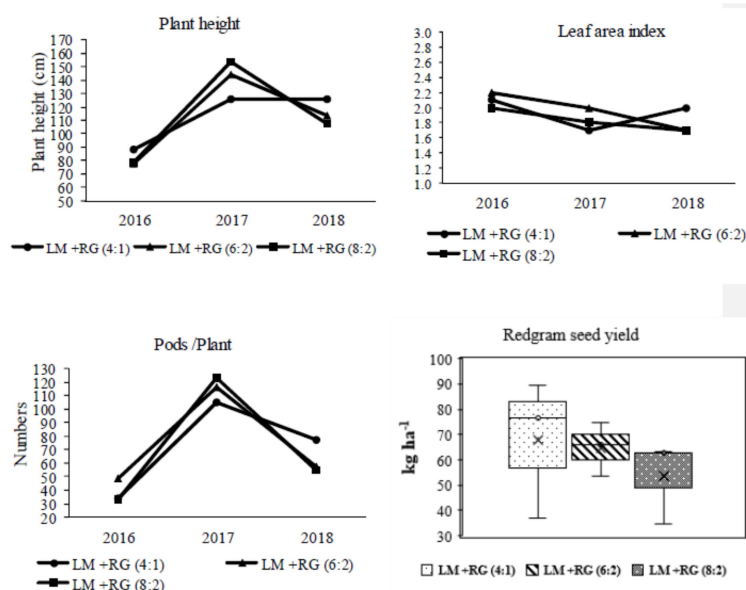 Plant height
Plant height (cm)
170
160
150
140
130
120
110
100
90
80
70
60
50
2016 2017 2018
LM +RG (4:1) LM +RG (6:2) LM +RG (8:2)
Leaf area index
3.0
2.8
2.6
2.4
2.2
2.0
1.8
1.6
1.4
1.2
1.0
2016 2017 2018
LM +RG (4:1) LM +RG (6:2)
LM +RG (8:2)
Pods /Plant
Numbers
130
120
110
100
90
80
70
60
50
40
30
20
2016 2017 2018
LM +RG (4:1) LM +RG (6:2)
LM +RG (8:2)
Redgram seed yield
kg ha⁻¹
100
90
80
70
60
50
40
30
LM +RG (4:1) LM +RG (6:2) LM +RG (8:2)